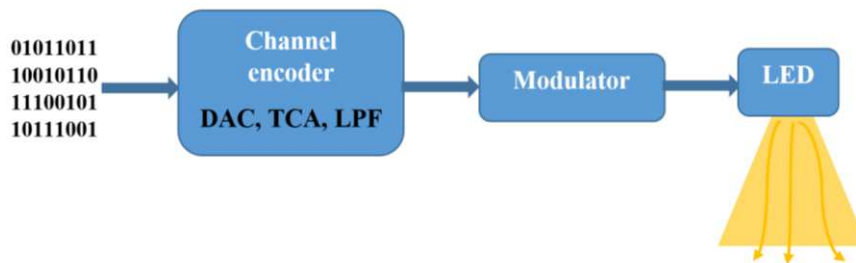 01011011
10010110
11100101
10111001
Channel
encoder
DAC, TCA, LPF
Modulator
LED